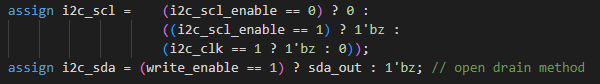 assign i2c_scl = (i2c_scl_enable == 0) ? 0 :
((i2c_scl_enable == 1) ? 1'bz :
(i2c_clk == 1 ? 1'bz : 0));
assign i2c_sda = (write_enable == 1) ? sda_out : 1'bz; // open drain method